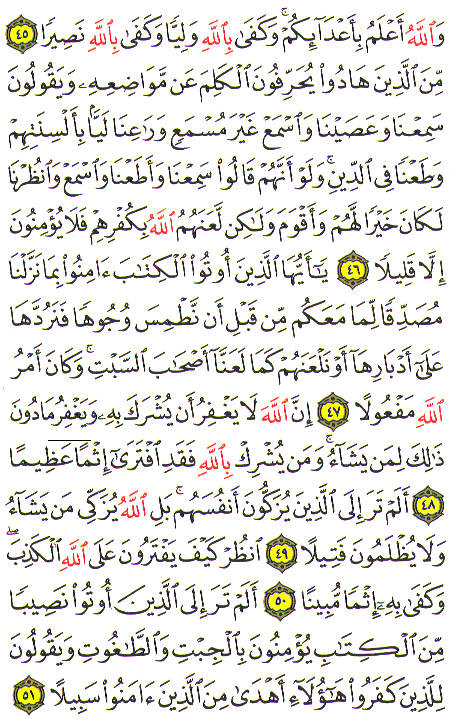 وَٱللَّهُ أَعۡلَمُ بِأَعۡدَآئِكُمۡۚ وَكَفَىٰ بِٱللَّهِ وَلِيّٗا وَكَفَىٰ بِٱللَّهِ نَصِيرٗا ٤٥
مِّنَ ٱلَّذِينَ هَادُواْ يُحَرِّفُونَ ٱلۡكَلِمَ عَن مَّوَاضِعِهِۦ وَيَقُولُونَ
سَمِعۡنَا وَعَصَيۡنَا وَٱسۡمَعۡ غَيۡرَ مُسۡمَعٖ وَرَٰعِنَا لَيَّۢا بِأَلۡسِنَتِهِمۡ
وَطَعۡنٗا فِي ٱلدِّينِۚ وَلَوۡ أَنَّهُمۡ قَالُواْ سَمِعۡنَا وَأَطَعۡنَا وَٱسۡمَعۡ وَٱنظُرۡنَا
لَكَانَ خَيۡرٗا لَّهُمۡ وَأَقۡوَمَ وَلَٰكِن لَّعَنَهُمُ ٱللَّهُ بِكُفۡرِهِمۡ فَلَا يُؤۡمِنُونَ
إِلَّا قَلِيلٗا ٤٦ يَٰٓأَيُّهَا ٱلَّذِينَ أُوتُواْ ٱلۡكِتَٰبَ ءَامِنُواْ بِمَا نَزَّلۡنَا
مُصَدِّقٗا لِّمَا مَعَكُم مِّن قَبۡلِ أَن نَّطۡمِسَ وُجُوهٗا فَنَرُدَّهَا
عَلَىٰٓ أَدۡبَارِهَآ أَوۡ نَلۡعَنَهُمۡ كَمَا لَعَنَّآ أَصۡحَٰبَ ٱلسَّبۡتِۚ وَكَانَ أَمۡرُ
ٱللَّهِ مَفۡعُولًا ٤٧ إِنَّ ٱللَّهَ لَا يَغۡفِرُ أَن يُشۡرَكَ بِهِۦ وَيَغۡفِرُ مَا دُونَ
ذَٰلِكَ لِمَن يَشَآءُۚ وَمَن يُشۡرِكۡ بِٱللَّهِ فَقَدِ ٱفۡتَرَىٰٓ إِثۡمًا عَظِيمًا
٤٨ أَلَمۡ تَرَ إِلَى ٱلَّذِينَ يُزَكُّونَ أَنفُسَهُمۚ بَلِ ٱللَّهُ يُزَكِّي مَن يَشَآءُ
وَلَا يُظۡلَمُونَ فَتِيلًا ٤٩ ٱنظُرۡ كَيۡفَ يَفۡتَرُونَ عَلَى ٱللَّهِ ٱلۡكَذِبَۖ
وَكَفَىٰ بِهِۦٓ إِثۡمٗا مُّبِينًا ٥٠ أَلَمۡ تَرَ إِلَى ٱلَّذِينَ أُوتُواْ نَصِيبٗا
مِّنَ ٱلۡكِتَٰبِ يُؤۡمِنُونَ بِٱلۡجِبۡتِ وَٱلطَّٰغُوتِ وَيَقُولُونَ
لِلَّذِينَ كَفَرُواْ هَٰٓؤُلَآءِ أَهۡدَىٰ مِنَ ٱلَّذِينَ ءَامَنُواْ سَبِيلًا ٥١